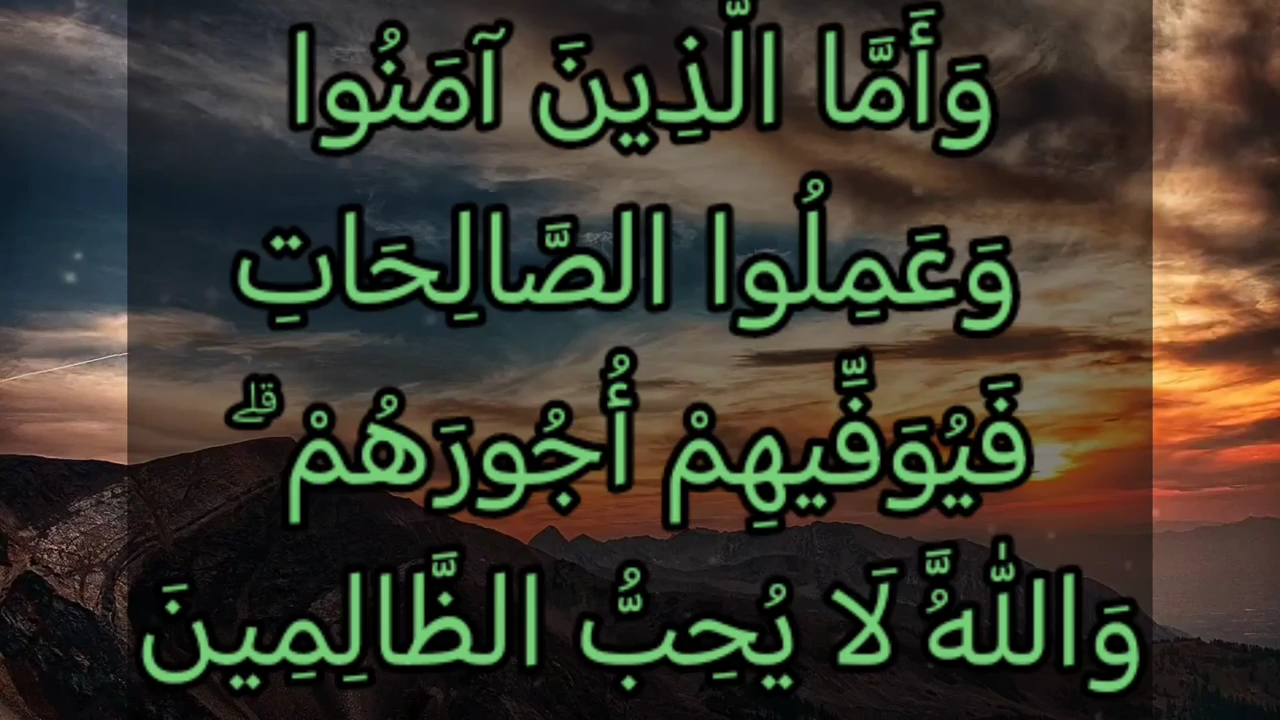 وَأَمَّا الَّذِينَ آمَنُوا
وَعَمِلُوا الصَّالِحَاتِ
فَيُوَفِّيهِمْ أُجُورَهُمْ ۗ
وَاللَّهُ لَا يُحِبُّ الظَّالِمِينَ